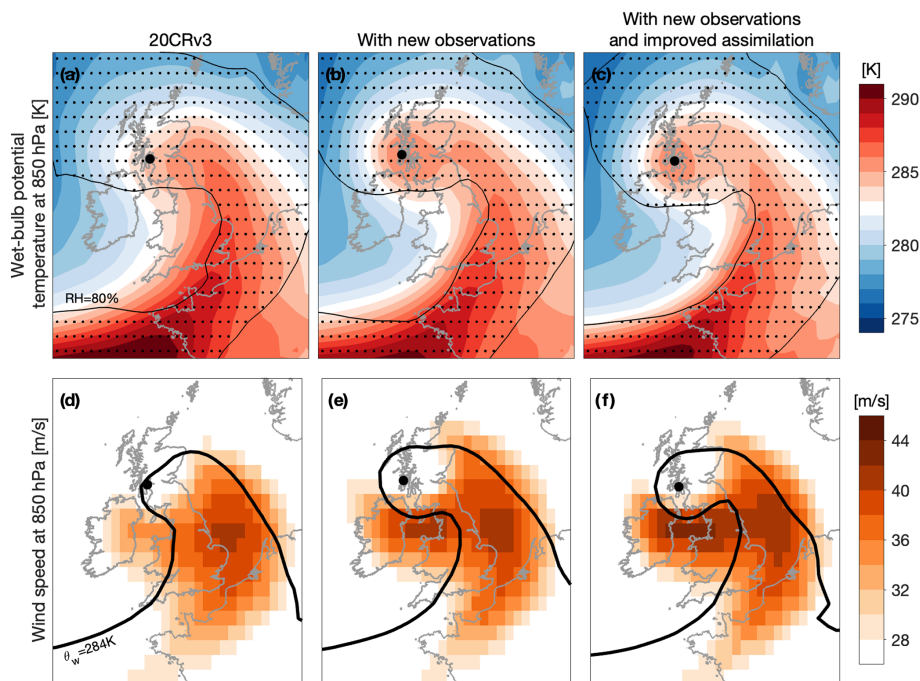 20CRv3
With new observations
With new observations
and improved assimilation
Wet-bulb potential
temperature at 850 hPa [K]
(a)
(b)
(c)
RH=80%
[K]
290
285
280
275
Wind speed at 850 hPa [m/s]
(d)
(e)
(f)
θw=284K
[m/s]
44
40
36
32
28